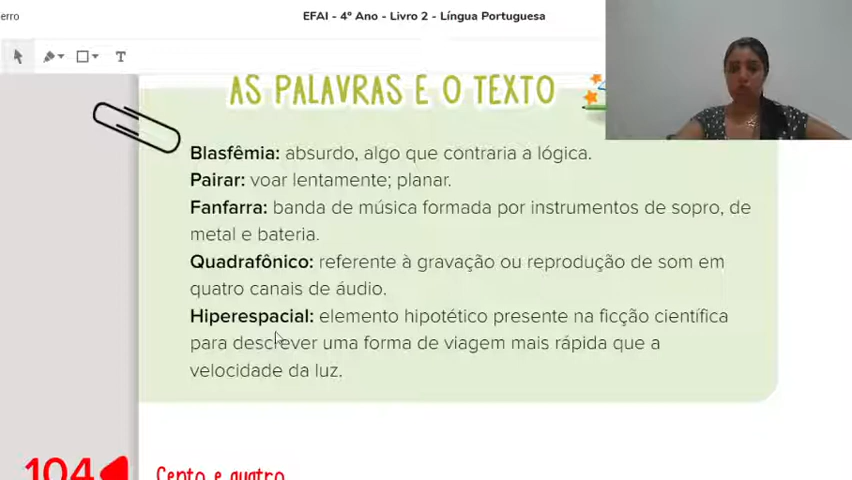 erro
EFAI - 4º Ano - Livro 2 - Língua Portuguesa
T
AS PALAVRAS E O TEXTO
Blasfêmia: absurdo, algo que contraria a lógica.
Pairar: voar lentamente; planar.
Fanfarra: banda de música formada por instrumentos de sopro, de
metal e bateria.
Quadrafônico: referente à gravação ou reprodução de som em
quatro canais de áudio.
Hiperespacial: elemento hipotético presente na ficção científica
para descrever uma forma de viagem mais rápida que a
velocidade da luz.
104 Cento e quatro